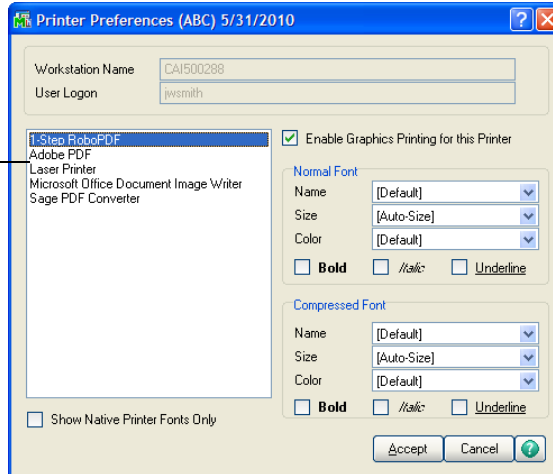 Printer Preferences (ABC) 5/31/2010
Workstation Name CAI500288
User Logon jwsmith
1-Step RoboPDF
Adobe PDF
Laser Printer
Microsoft Office Document Image Writer
Sage PDF Converter
Show Native Printer Fonts Only
Enable Graphics Printing for this Printer
Normal Font
Name [Default]
Size [Auto-Size]
Color [Default]
Bold Italic Underline
Compressed Font
Name [Default]
Size [Auto-Size]
Color [Default]
Bold Italic Underline
Accept Cancel